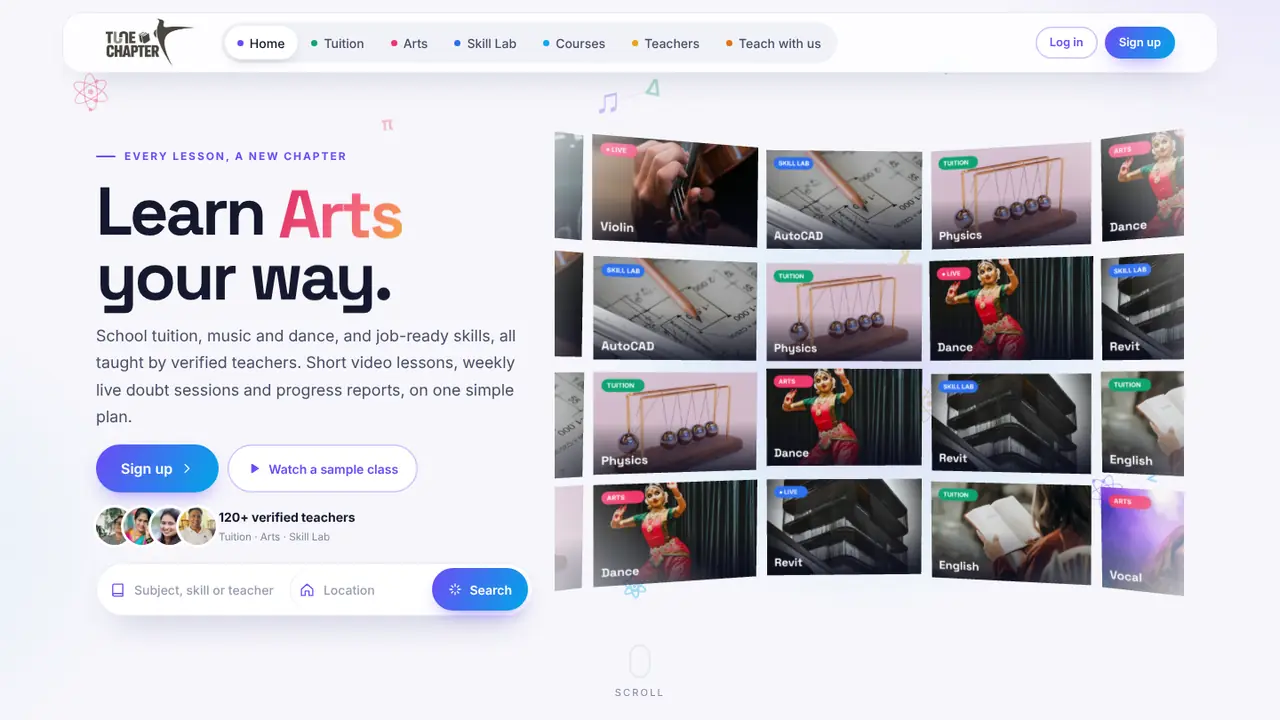 TUNE
CHAPTER
Home
Tuition
Arts
Skill Lab
Courses
Teachers
Teach with us
Log in
Sign up
π
Δ
EVERY LESSON, A NEW CHAPTER
Learn Arts
your way.
School tuition, music and dance, and job-ready skills, all
taught by verified teachers. Short video lessons, weekly
live doubt sessions and progress reports, on one simple
plan.
Sign up
Watch a sample class
120+ verified teachers
Tuition · Arts · Skill Lab
Subject, skill or teacher
Location
Search
LIVE
Violin
SKILL LAB
AutoCAD
TUITION
Physics
ARTS
Dance
SKILL LAB
AutoCAD
TUITION
Physics
LIVE
Dance
SKILL LAB
Revit
TUITION
Physics
ARTS
Dance
SKILL LAB
Revit
TUITION
English
ARTS
Dance
LIVE
Revit
TUITION
English
ARTS
Vocal
SCROLL